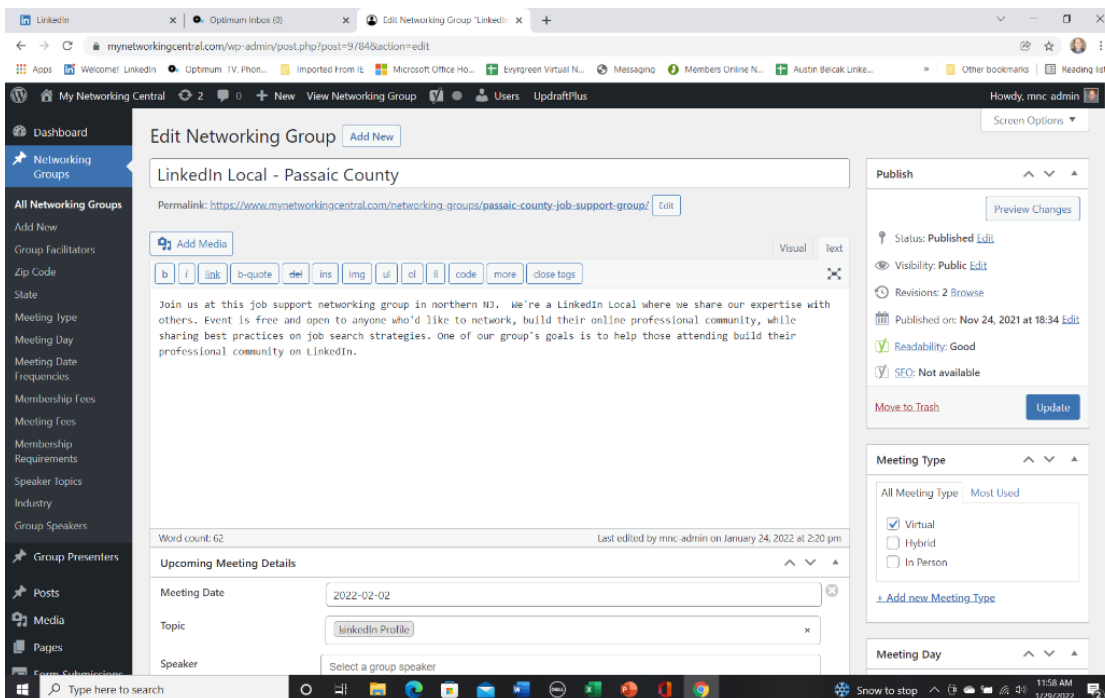 LinkedIn
Optimum Inbox (0)
Edit Networking Group "LinkedIn
mynetworkingcentral.com/wp-admin/post.php?post=9784&action=edit
Apps Welcome! LinkedIn Optimum TV, Phon... Imported From IE Microsoft Office Ho... Evyrgreen Virtual N... Messaging Members Online N... Austin Belcak Linke... » Other bookmarks Reading list
My Networking Central 2 0 + New View Networking Group Users UpdraftPlus Howdy, mnc admin
Screen Options ▼
Dashboard
Networking Groups
All Networking Groups
Add New
Group Facilitators
Zip Code
State
Meeting Type
Meeting Day
Meeting Date Frequencies
Membership Fees
Meeting Fees
Membership Requirements
Speaker Topics
Industry
Group Speakers
Group Presenters
Posts
Media
Pages
Form Submissions
Edit Networking Group Add New
LinkedIn Local - Passaic County
Permalink: https://www.mynetworkingcentral.com/networking_groups/passaic-county-job-support-group/ Edit
Add Media
Visual Text
b i link b-quote del ins img ul ol li code more close tags
Join us at this job support networking group in northern NJ. We're a LinkedIn Local where we share our expertise with
others. Event is free and open to anyone who'd like to network, build their online professional community, while
sharing best practices on job search strategies. One of our group's goals is to help those attending build their
professional community on LinkedIn.
Word count: 62 Last edited by mnc-admin on January 24, 2022 at 2:20 pm
Upcoming Meeting Details
Meeting Date 2022-02-02
Topic LinkedIn Profile ×
Speaker Select a group speaker
Publish
Preview Changes
Status: Published Edit
Visibility: Public Edit
Revisions: 2 Browse
Published on: Nov 24, 2021 at 18:34 Edit
Readability: Good
SEO: Not available
Move to Trash Update
Meeting Type
All Meeting Type Most Used
Virtual
Hybrid
In Person
+ Add new Meeting Type
Meeting Day
Type here to search
DELL
Snow to stop
11:58 AM
1/29/2022